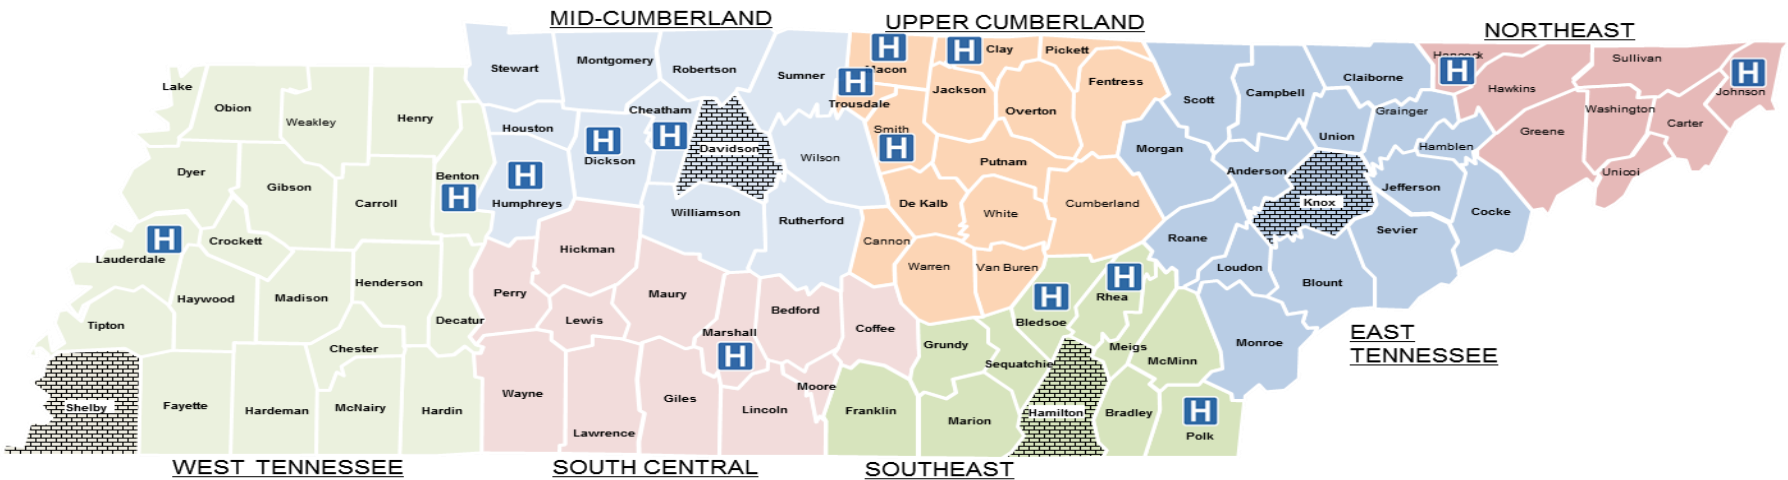 MID-CUMBERLAND
UPPER CUMBERLAND
NORTHEAST
Lake
Obion
Weakley
Henry
Stewart
Montgomery
Robertson
Sumner
H
Macon
H
Clay
Pickett
H
Trousdale
Jackson
Overton
Fentress
Scott
Campbell
Claiborne
Hancock
H
Hawkins
Sullivan
H
Johnson
Washington
Carter
Greene
Unicoi
Houston
Cheatham
H
H
Dickson
Davidson
Wilson
Smith
H
Putnam
Morgan
Union
Grainger
Hamblen
Anderson
Knox
Jefferson
Cocke
Sevier
Dyer
Gibson
Carroll
Benton
H
H
Humphreys
Williamson
Rutherford
De Kalb
White
Cumberland
Cannon
Warren
Van Buren
Roane
Loudon
Blount
H
Lauderdale
Crockett
Haywood
Madison
Henderson
Decatur
Hickman
Perry
Lewis
Maury
Marshall
H
Bedford
Coffee
H
Bledsoe
H
Rhea
Meigs
McMinn
Monroe
EAST
TENNESSEE
Tipton
Chester
Grundy
Sequatchie
Shelby
Fayette
Hardeman
McNairy
Hardin
Wayne
Lawrence
Giles
Lincoln
Moore
Franklin
Marion
Hamilton
Bradley
H
Polk
WEST TENNESSEE
SOUTH CENTRAL
SOUTHEAST